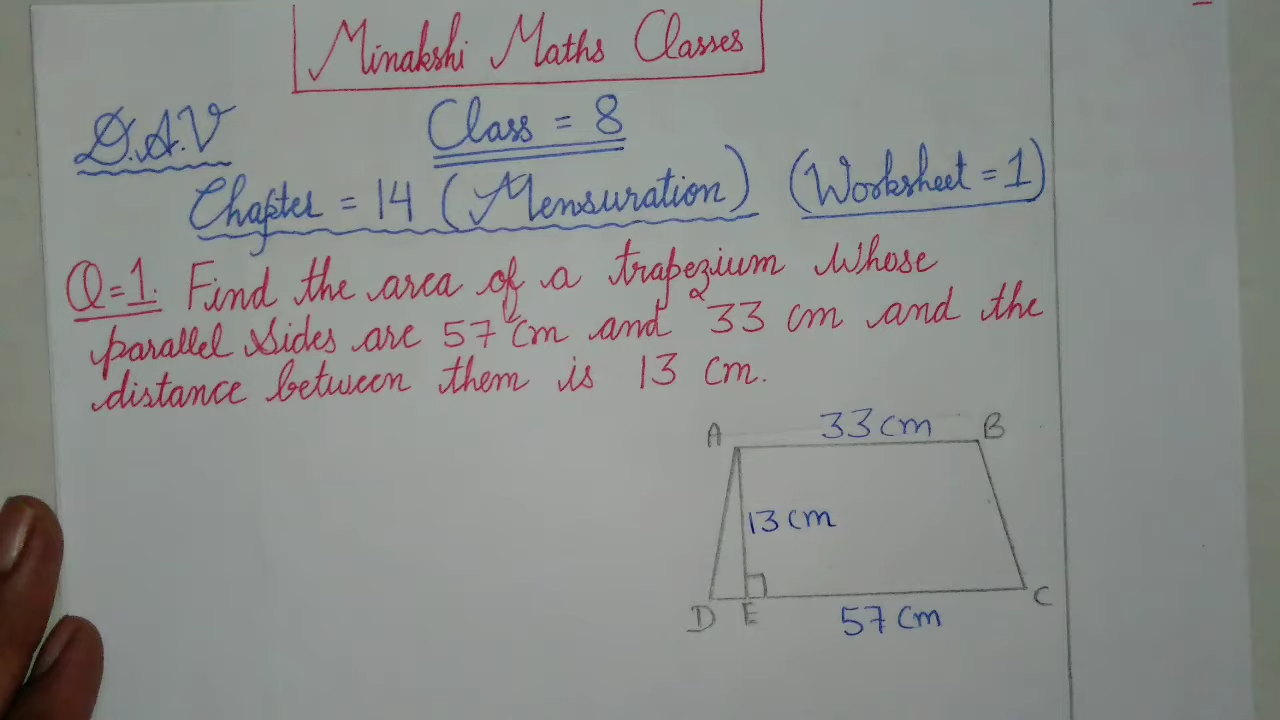 Minakshi Maths Classes
D.A.V Class = 8
Chapter = 14 (Mensuration) (Worksheet = 1)
Q=1. Find the area of a trapezium whose
parallel sides are 57 cm and 33 cm and the
distance between them is 13 cm.
A 33 cm B
13 cm
D E 57 cm C